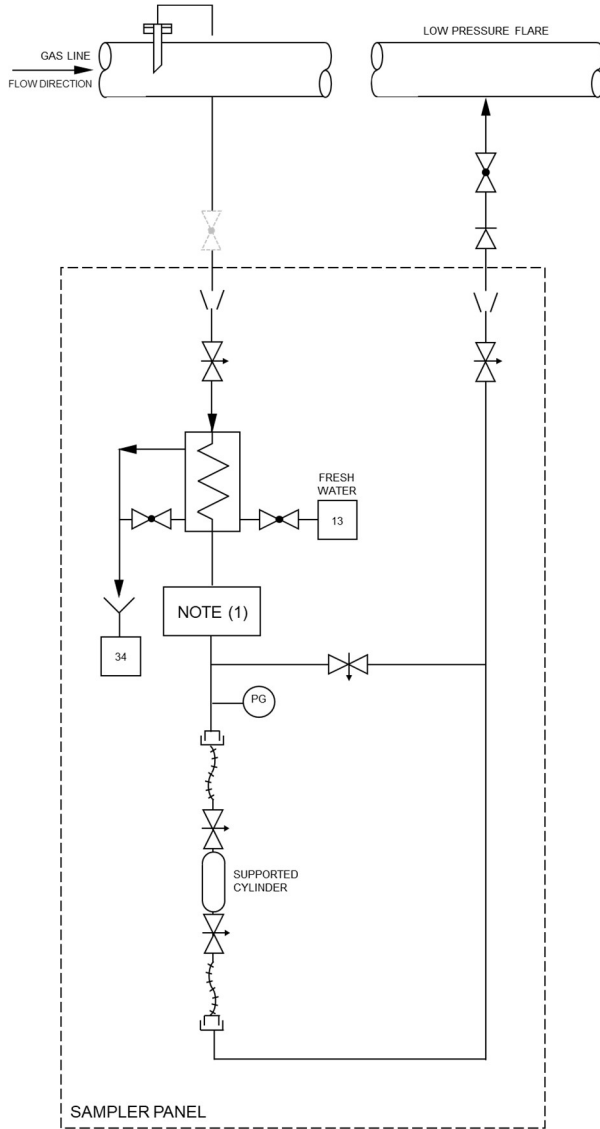 LOW PRESSURE FLARE
GAS LINE
FLOW DIRECTION
FRESH
WATER
13
NOTE (1)
34
PG
SUPPORTED
CYLINDER
SAMPLER PANEL